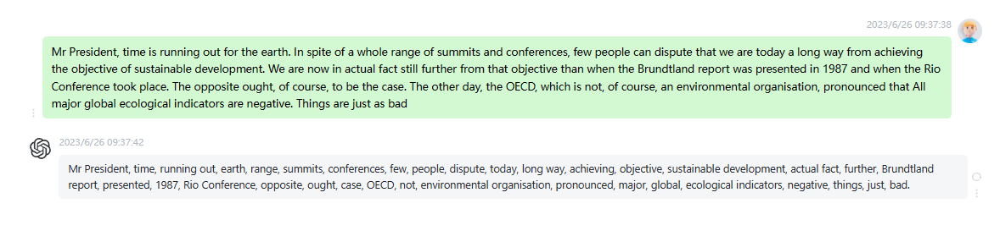 2023/6/26 09:37:38
Mr President, time is running out for the earth. In spite of a whole range of summits and conferences, few people can dispute that we are today a long way from achieving
the objective of sustainable development. We are now in actual fact still further from that objective than when the Brundtland report was presented in 1987 and when the Rio
Conference took place. The opposite ought, of course, to be the case. The other day, the OECD, which is not, of course, an environmental organisation, pronounced that All
major global ecological indicators are negative. Things are just as bad
2023/6/26 09:37:42
Mr President, time, running out, earth, range, summits, conferences, few, people, dispute, today, long way, achieving, objective, sustainable development, actual fact, further, Brundtland
report, presented, 1987, Rio Conference, opposite, ought, case, OECD, not, environmental organisation, pronounced, major, global, ecological indicators, negative, things, just, bad.